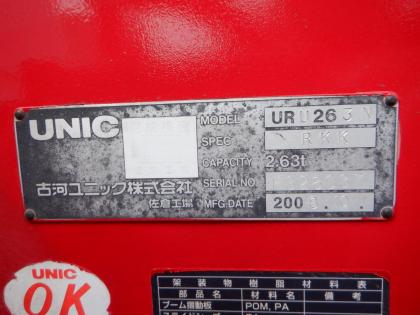 UNIC
MODEL URU263N
SPEC RKK
CAPACITY 2.63t
SERIAL NO
古河ユニック株式会社
佐倉工場 MFG.DATE 200
UNIC
OK
架装物樹脂材料表
部品名 材料名 備考
ブーム摺動板 POM, PA